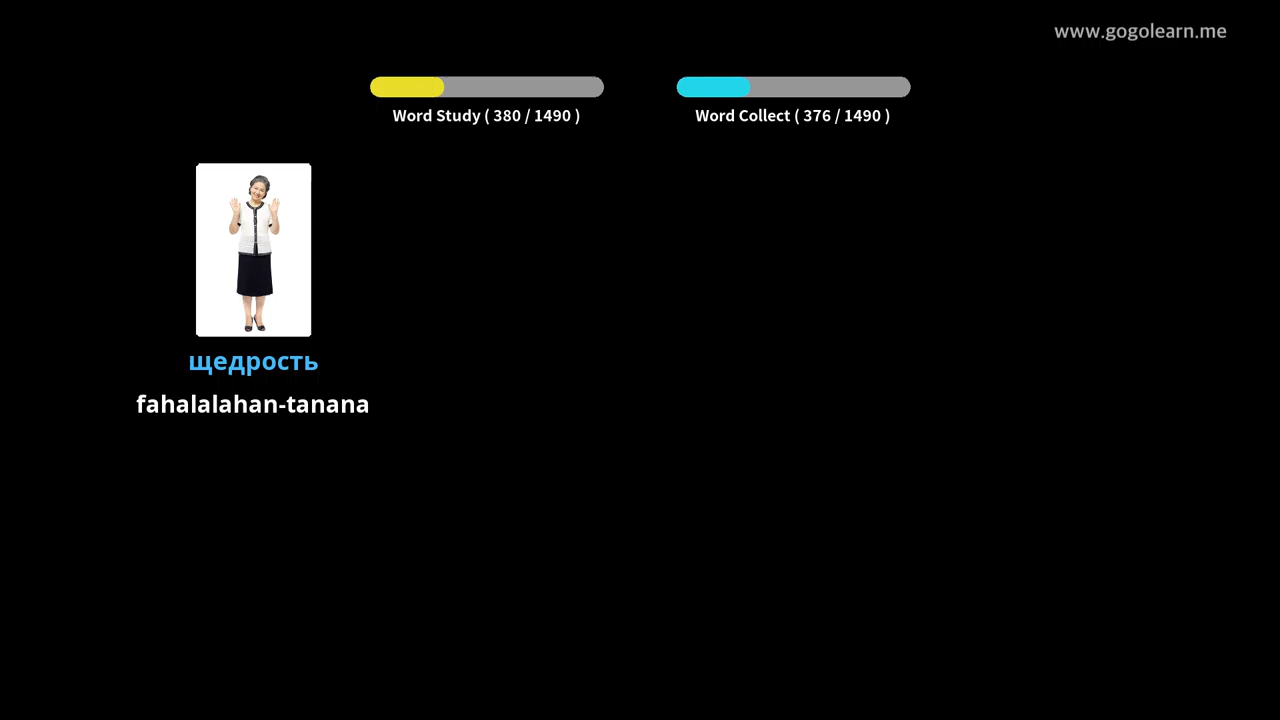 www.gogolearn.me
Word Study ( 380 / 1490 )
Word Collect ( 376 / 1490 )
щедрость
fahalalahan-tanana